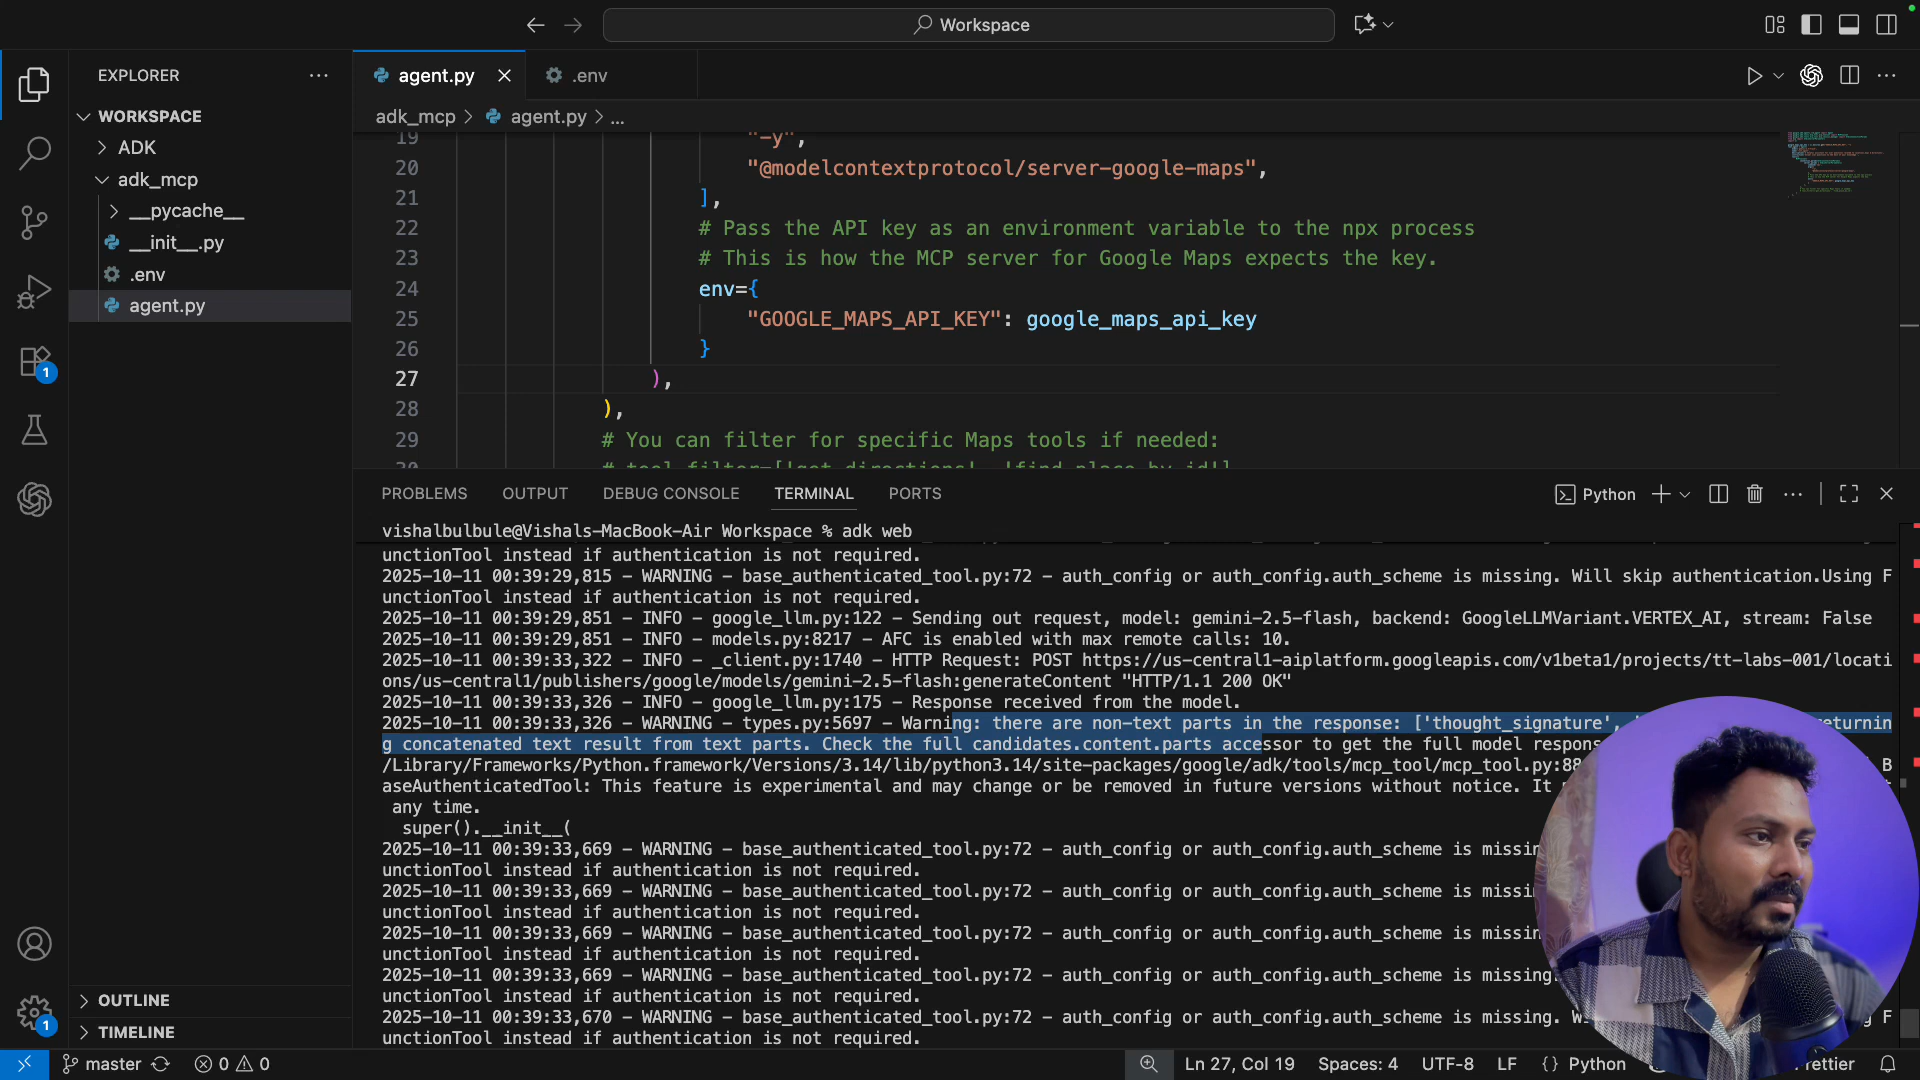 Workspace
EXPLORER
WORKSPACE
ADK
adk_mcp
__pycache__
__init__.py
.env
agent.py
OUTLINE
TIMELINE
agent.py
.env
adk_mcp > agent.py > ...
19 "-y",
20 "@modelcontextprotocol/server-google-maps",
21 ],
22 # Pass the API key as an environment variable to the npx process
23 # This is how the MCP server for Google Maps expects the key.
24 env={
25 "GOOGLE_MAPS_API_KEY": google_maps_api_key
26 }
27 ),
28 ),
29 # You can filter for specific Maps tools if needed:
30 # tool_filter=['get_directions', 'find_place_by_id']
PROBLEMS OUTPUT DEBUG CONSOLE TERMINAL PORTS
Python
vishalbulbule@Vishals-MacBook-Air Workspace % adk web
unctionTool instead if authentication is not required.
2025-10-11 00:39:29,815 - WARNING - base_authenticated_tool.py:72 - auth_config or auth_config.auth_scheme is missing. Will skip authentication.Using F
unctionTool instead if authentication is not required.
2025-10-11 00:39:29,851 - INFO - google_llm.py:122 - Sending out request, model: gemini-2.5-flash, backend: GoogleLLMVariant.VERTEX_AI, stream: False
2025-10-11 00:39:29,851 - INFO - models.py:8217 - AFC is enabled with max remote calls: 10.
2025-10-11 00:39:33,322 - INFO - _client.py:1740 - HTTP Request: POST https://us-central1-aiplatform.googleapis.com/v1beta1/projects/tt-labs-001/locati
ons/us-central1/publishers/google/models/gemini-2.5-flash:generateContent "HTTP/1.1 200 OK"
2025-10-11 00:39:33,326 - INFO - google_llm.py:175 - Response received from the model.
2025-10-11 00:39:33,326 - WARNING - types.py:5697 - Warning: there are non-text parts in the response: ['thought_signature', eturnin
g concatenated text result from text parts. Check the full candidates.content.parts accessor to get the full model respons
/Library/Frameworks/Python.framework/Versions/3.14/lib/python3.14/site-packages/google/adk/tools/mcp_tool/mcp_tool.py:88 B
aseAuthenticatedTool: This feature is experimental and may change or be removed in future versions without notice. It
any time.
super().__init__(
2025-10-11 00:39:33,669 - WARNING - base_authenticated_tool.py:72 - auth_config or auth_config.auth_scheme is missin
unctionTool instead if authentication is not required.
2025-10-11 00:39:33,669 - WARNING - base_authenticated_tool.py:72 - auth_config or auth_config.auth_scheme is missin
unctionTool instead if authentication is not required.
2025-10-11 00:39:33,669 - WARNING - base_authenticated_tool.py:72 - auth_config or auth_config.auth_scheme is missin
unctionTool instead if authentication is not required.
2025-10-11 00:39:33,669 - WARNING - base_authenticated_tool.py:72 - auth_config or auth_config.auth_scheme is missing.
unctionTool instead if authentication is not required.
2025-10-11 00:39:33,670 - WARNING - base_authenticated_tool.py:72 - auth_config or auth_config.auth_scheme is missing. F
unctionTool instead if authentication is not required.
master 0 0 Ln 27, Col 19 Spaces: 4 UTF-8 LF {} Python